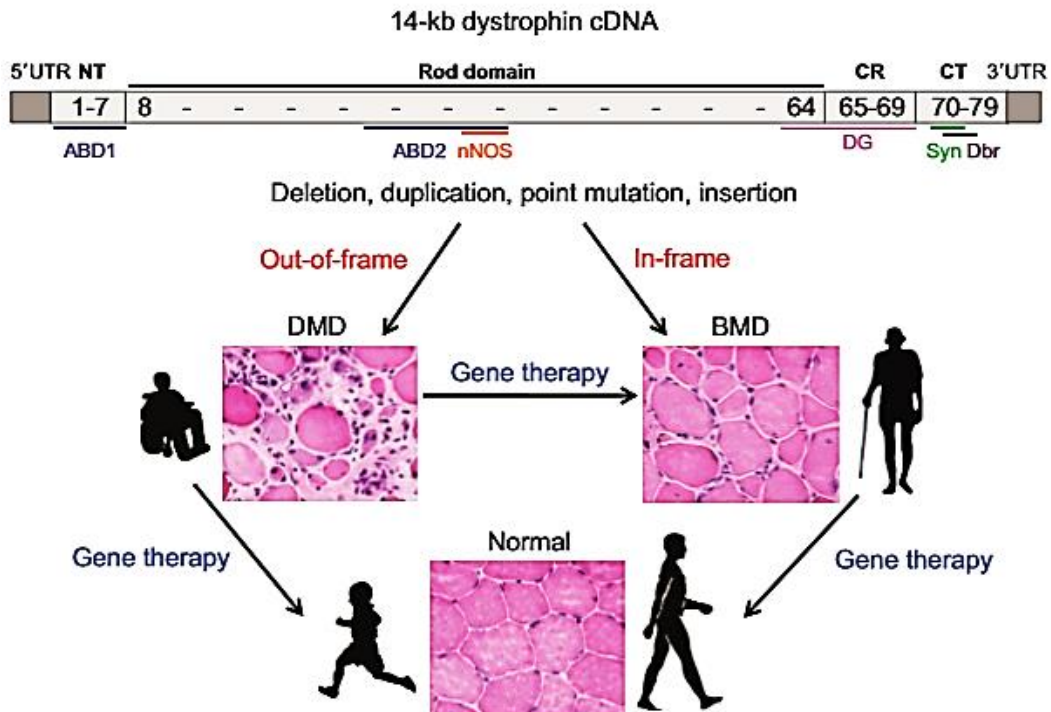 14-kb dystrophin cDNA
5′UTR NT Rod domain CR CT 3′UTR
1-7 8 - - - - - - - - - - - 64 65-69 70-79
ABD1 ABD2 nNOS DG Syn Dbr
Deletion, duplication, point mutation, insertion
Out-of-frame In-frame
DMD BMD
Gene therapy
Gene therapy Normal Gene therapy